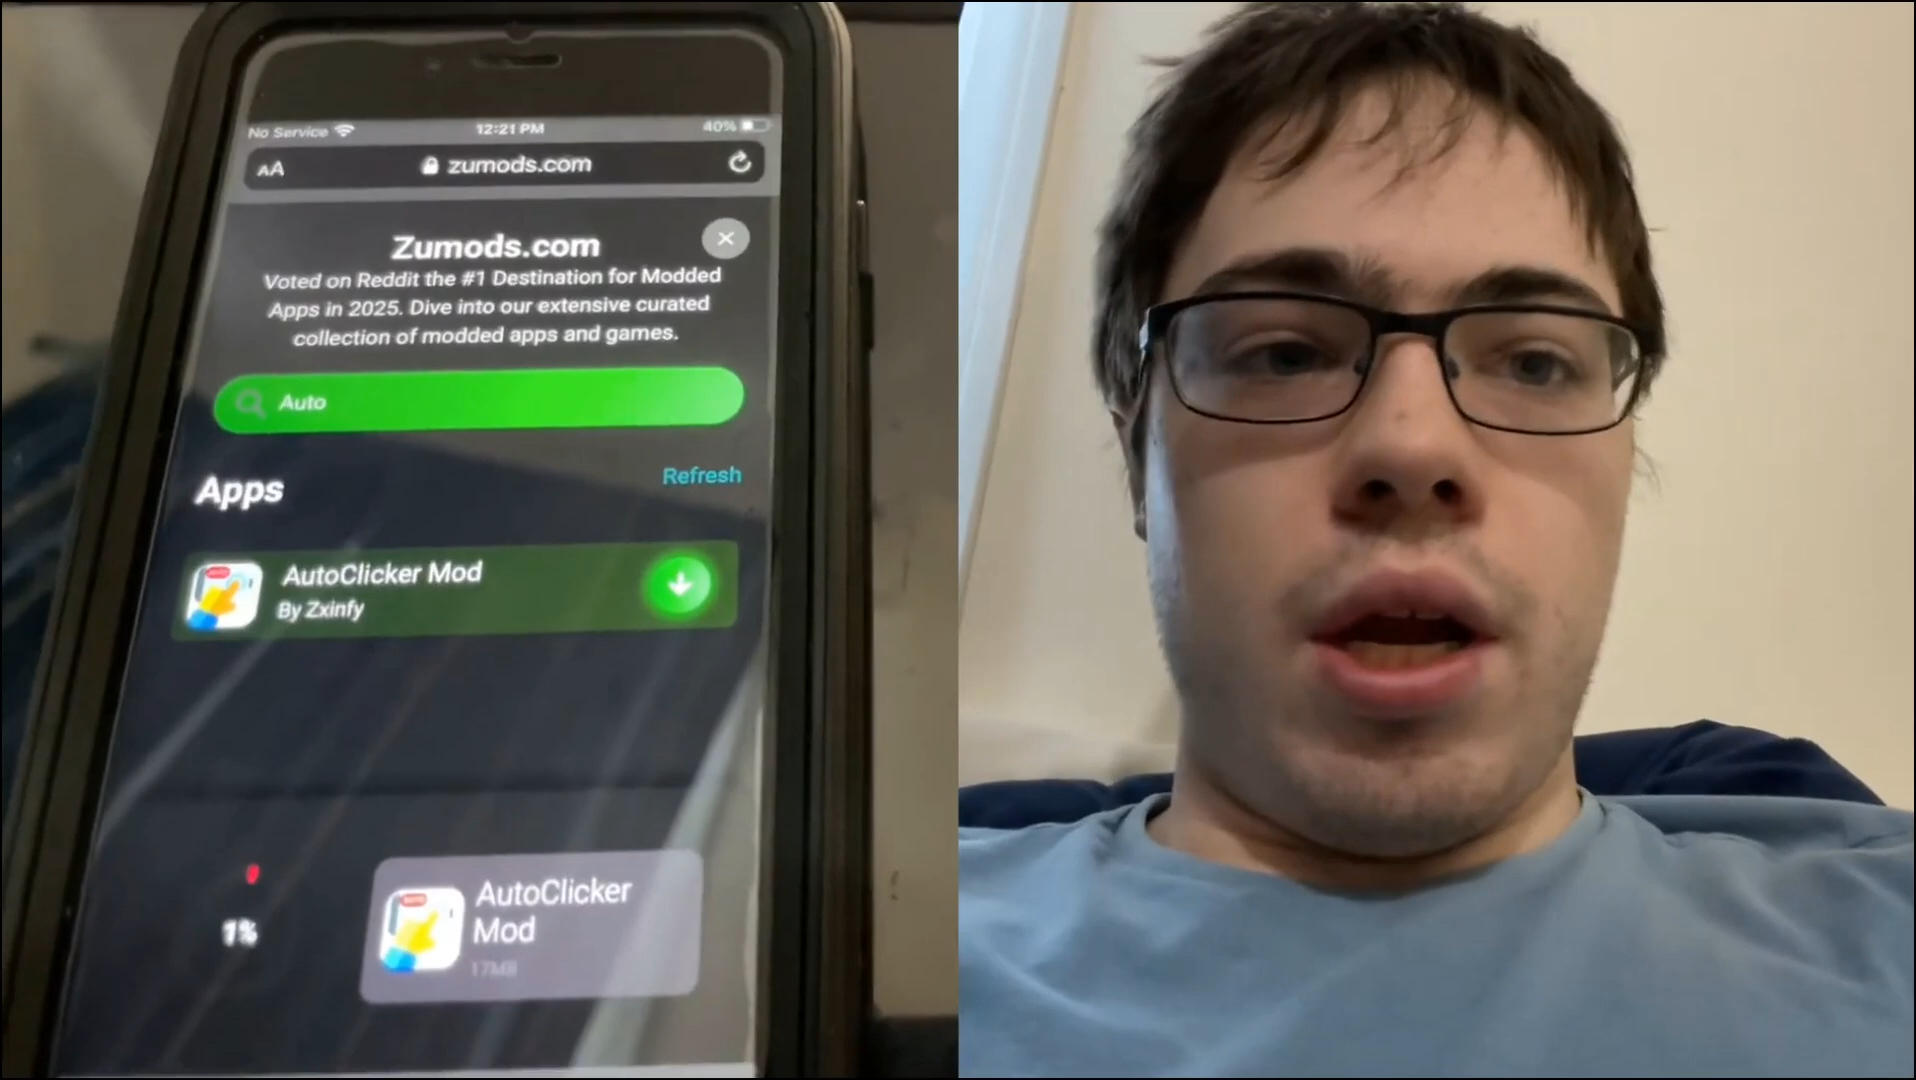 No Service
12:21 PM
40%
AA
zumods.com
Zumods.com
Voted on Reddit the #1 Destination for Modded
Apps in 2025. Dive into our extensive curated
collection of modded apps and games.
Auto
Apps
Refresh
AutoClicker Mod
By Zxinfy
1%
AutoClicker
Mod
17MB